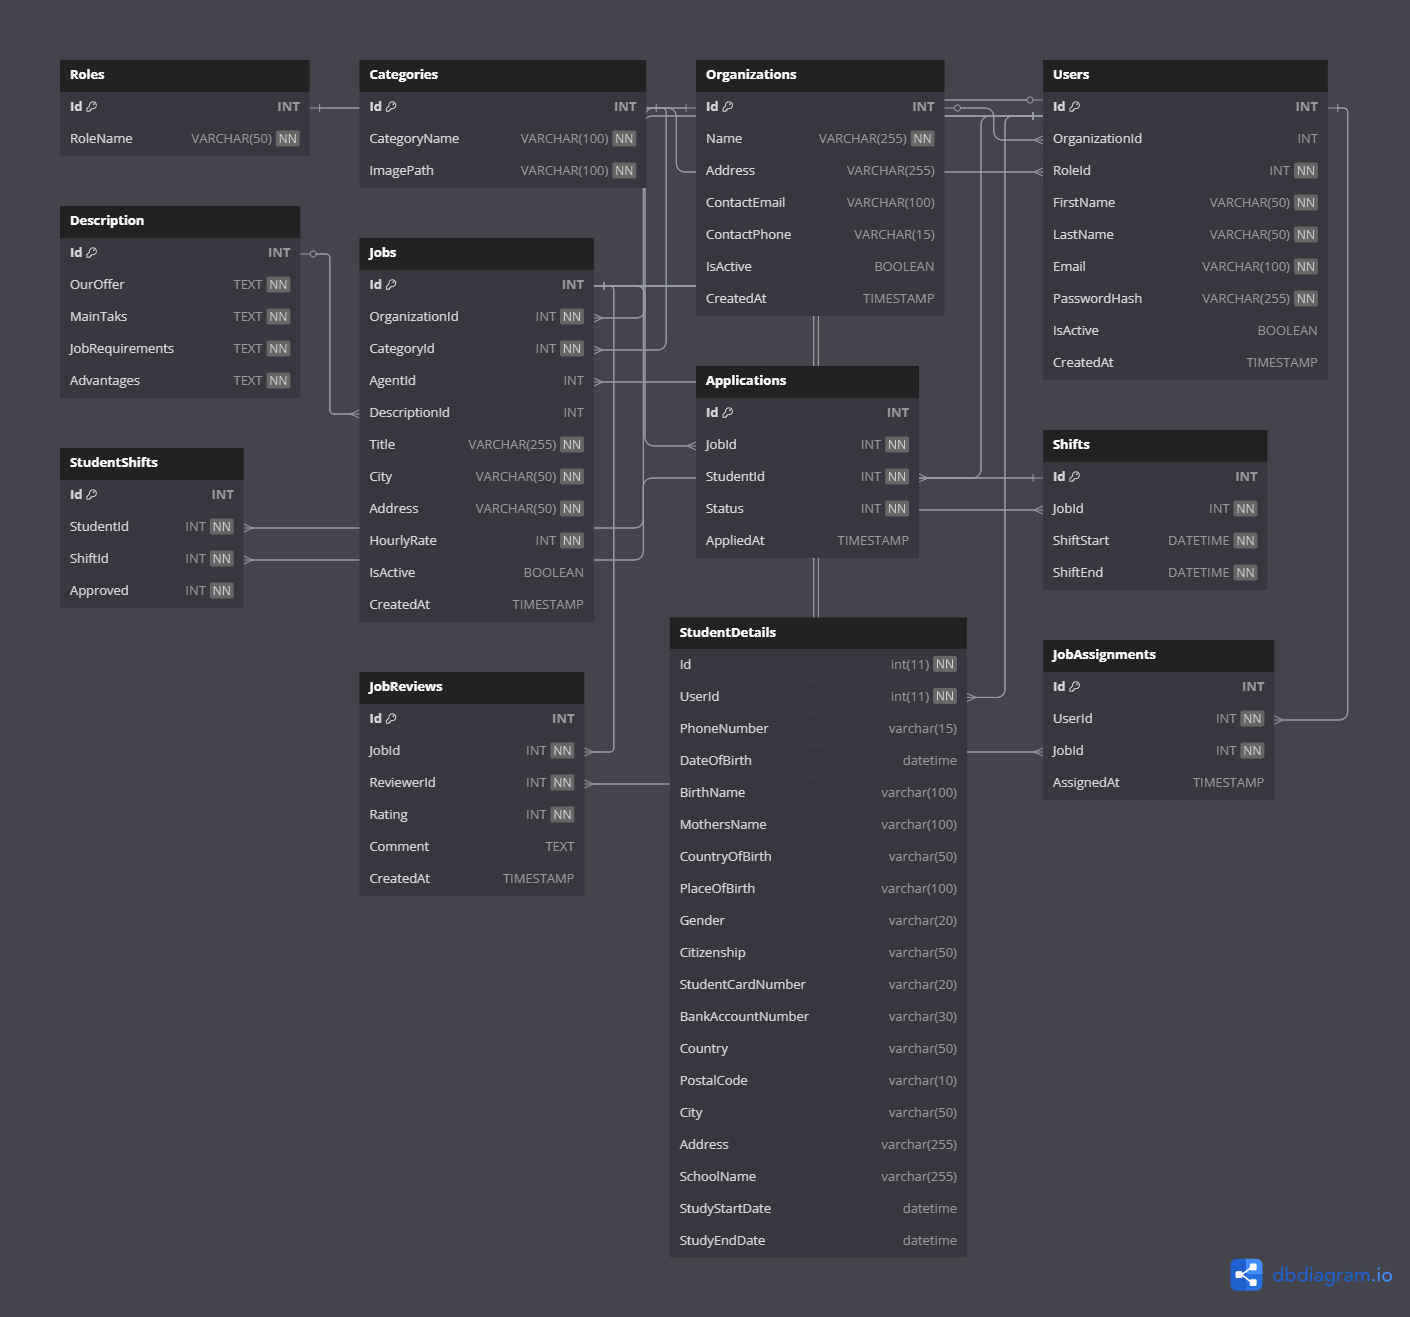 Roles
Id INT
RoleName VARCHAR(50) NN
Categories
Id INT
CategoryName VARCHAR(100) NN
ImagePath VARCHAR(100) NN
Organizations
Id INT
Name VARCHAR(255) NN
Address VARCHAR(255)
ContactEmail VARCHAR(100)
ContactPhone VARCHAR(15)
IsActive BOOLEAN
CreatedAt TIMESTAMP
Users
Id INT
OrganizationId INT
RoleId INT NN
FirstName VARCHAR(50) NN
LastName VARCHAR(50) NN
Email VARCHAR(100) NN
PasswordHash VARCHAR(255) NN
IsActive BOOLEAN
CreatedAt TIMESTAMP
Description
Id INT
OurOffer TEXT NN
MainTaks TEXT NN
JobRequirements TEXT NN
Advantages TEXT NN
Jobs
Id INT
OrganizationId INT NN
CategoryId INT NN
AgentId INT
DescriptionId INT
Title VARCHAR(255) NN
City VARCHAR(50) NN
Address VARCHAR(50) NN
HourlyRate INT NN
IsActive BOOLEAN
CreatedAt TIMESTAMP
Applications
Id INT
JobId INT NN
StudentId INT NN
Status INT NN
AppliedAt TIMESTAMP
Shifts
Id INT
JobId INT NN
ShiftStart DATETIME NN
ShiftEnd DATETIME NN
StudentShifts
Id INT
StudentId INT NN
ShiftId INT NN
Approved INT NN
StudentDetails
Id int(11) NN
UserId int(11) NN
PhoneNumber varchar(15)
DateOfBirth datetime
BirthName varchar(100)
MothersName varchar(100)
CountryOfBirth varchar(50)
PlaceOfBirth varchar(100)
Gender varchar(20)
Citizenship varchar(50)
StudentCardNumber varchar(20)
BankAccountNumber varchar(30)
Country varchar(50)
PostalCode varchar(10)
City varchar(50)
Address varchar(255)
SchoolName varchar(255)
StudyStartDate datetime
StudyEndDate datetime
JobAssignments
Id INT
UserId INT NN
JobId INT NN
AssignedAt TIMESTAMP
JobReviews
Id INT
JobId INT NN
ReviewerId INT NN
Rating INT NN
Comment TEXT
CreatedAt TIMESTAMP
dbdiagram.io